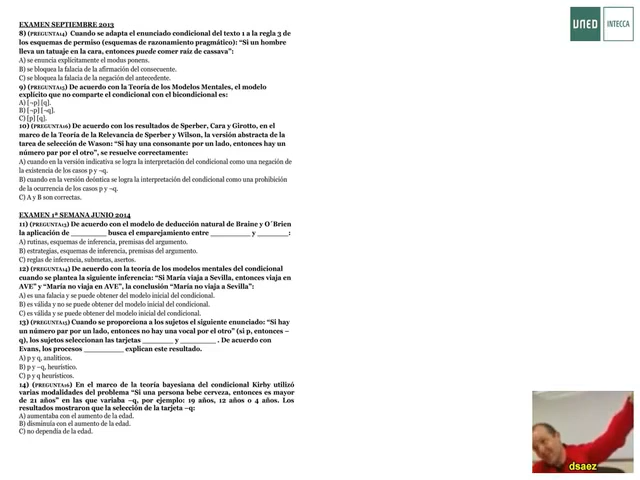 EXAMEN SEPTIEMBRE 2013
8) (PREGUNTA14) Cuando se adapta el enunciado condicional del texto 1 a la regla 3 de
los esquemas de permiso (esquemas de razonamiento pragmático): “Si un hombre
lleva un tatuaje en la cara, entonces puede comer raíz de cassava”:
A) se enuncia explícitamente el modus ponens.
B) se bloquea la falacia de la afirmación del consecuente.
C) se bloquea la falacia de la negación del antecedente.
9) (PREGUNTA15) De acuerdo con la Teoría de los Modelos Mentales, el modelo
explícito que no comparte el condicional con el bicondicional es:
A) [¬p] [q].
B) [¬p] [¬q].
C) [p] [q].
10) (PREGUNTA16) De acuerdo con los resultados de Sperber, Cara y Girotto, en el
marco de la Teoría de la Relevancia de Sperber y Wilson, la versión abstracta de la
tarea de selección de Wason: “Si hay una consonante por un lado, entonces hay un
número par por el otro”, se resuelve correctamente:
A) cuando en la versión indicativa se logra la interpretación del condicional como una negación de
la existencia de los casos p y ¬q.
B) cuando en la versión deóntica se logra la interpretación del condicional como una prohibición
de la ocurrencia de los casos p y ¬q.
C) A y B son correctas.
EXAMEN 1ª SEMANA JUNIO 2014
11) (PREGUNTA13) De acuerdo con el modelo de deducción natural de Braine y O´Brien
la aplicación de ________ busca el emparejamiento entre _________ y _______:
A) rutinas, esquemas de inferencia, premisas del argumento.
B) estrategias, esquemas de inferencia, premisas del argumento.
C) reglas de inferencia, submetas, asertos.
12) (PREGUNTA14) De acuerdo con la teoría de los modelos mentales del condicional
cuando se plantea la siguiente inferencia: “Si María viaja a Sevilla, entonces viaja en
AVE” y “María no viaja en AVE”, la conclusión “María no viaja a Sevilla”:
A) es una falacia y se puede obtener del modelo inicial del condicional.
B) es válida y no se puede obtener del modelo inicial del condicional.
C) es válida y se puede obtener del modelo inicial del condicional.
13) (PREGUNTA15) Cuando se proporciona a los sujetos el siguiente enunciado: “Si hay
un número par por un lado, entonces no hay una vocal por el otro” (si p, entonces –
q), los sujetos seleccionan las tarjetas _______ y _______ . De acuerdo con
Evans, los procesos _________ explican este resultado.
A) p y q, analíticos.
B) p y –q, heurístico.
C) p y q heurísticos.
14) (PREGUNTA16) En el marco de la teoría bayesiana del condicional Kirby utilizó
varias modalidades del problema “Si una persona bebe cerveza, entonces es mayor
de 21 años” en las que variaba –q, por ejemplo: 19 años, 12 años o 4 años. Los
resultados mostraron que la selección de la tarjeta –q:
A) aumentaba con el aumento de la edad.
B) disminuía con el aumento de la edad.
C) no dependía de la edad.
UNED
INTECCA
dsaez